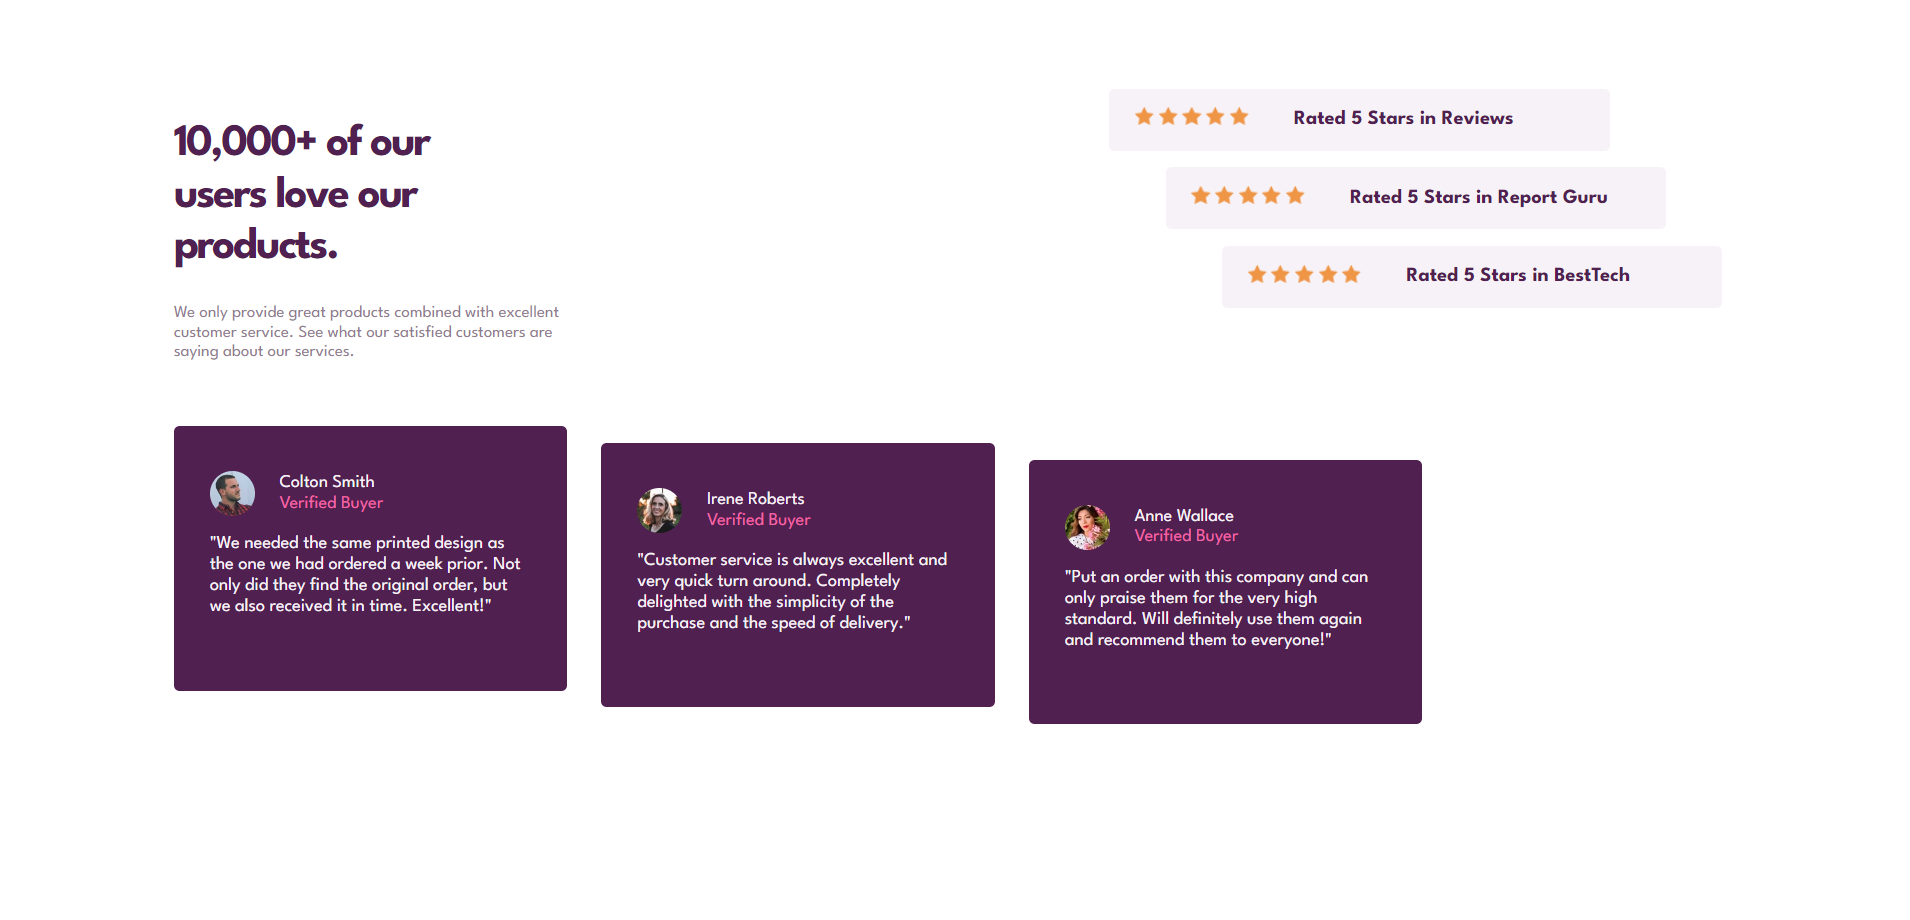 10,000+ of our
users love our
products.
We only provide great products combined with excellent
customer service. See what our satisfied customers are
saying about our services.
Rated 5 Stars in Reviews
Rated 5 Stars in Report Guru
Rated 5 Stars in BestTech
Colton Smith
Verified Buyer
"We needed the same printed design as
the one we had ordered a week prior. Not
only did they find the original order, but
we also received it in time. Excellent!"
Irene Roberts
Verified Buyer
"Customer service is always excellent and
very quick turn around. Completely
delighted with the simplicity of the
purchase and the speed of delivery."
Anne Wallace
Verified Buyer
"Put an order with this company and can
only praise them for the very high
standard. Will definitely use them again
and recommend them to everyone!"